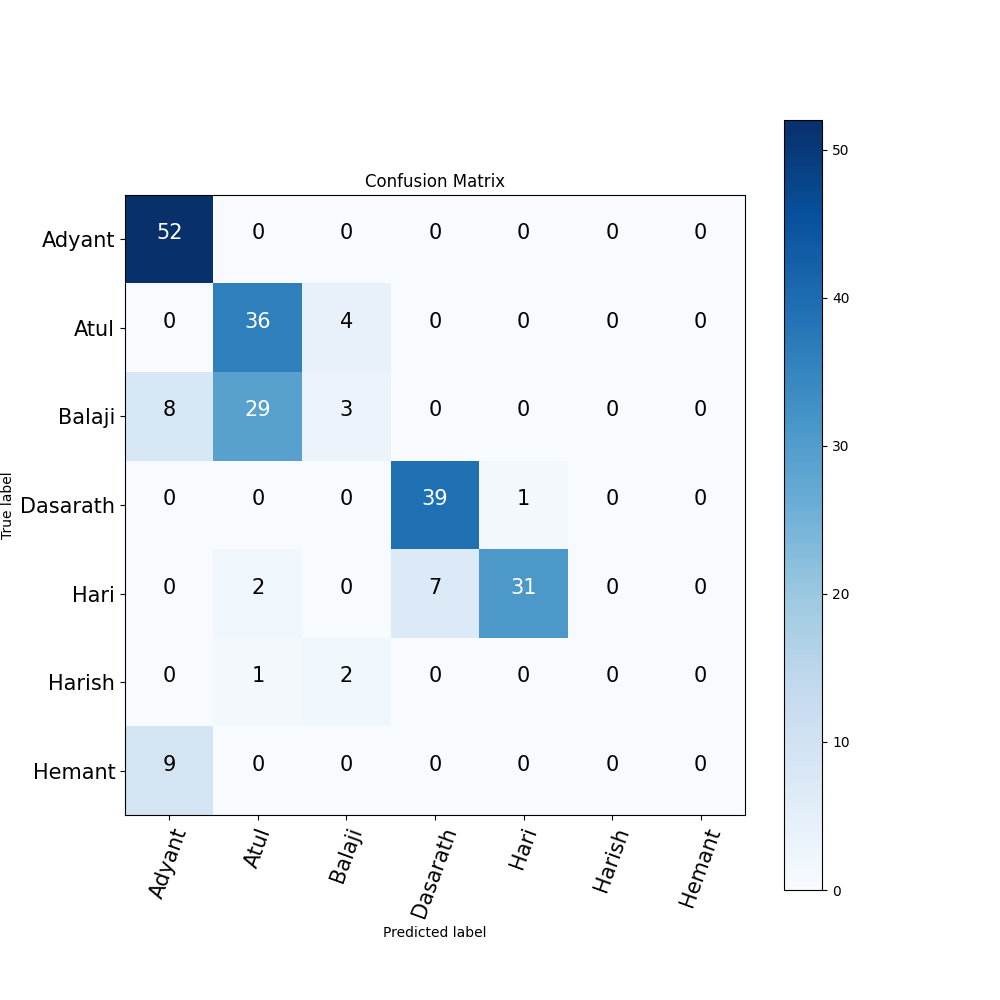 Confusion Matrix
Adyant 52 0 0 0 0 0 0
Atul 0 36 4 0 0 0 0
Balaji 8 29 3 0 0 0 0
Dasarath 0 0 0 39 1 0 0
Hari 0 2 0 7 31 0 0
Harish 0 1 2 0 0 0 0
Hemant 9 0 0 0 0 0 0
Adyant Atul Balaji Dasarath Hari Harish Hemant
Predicted label
True label
50
40
30
20
10
0